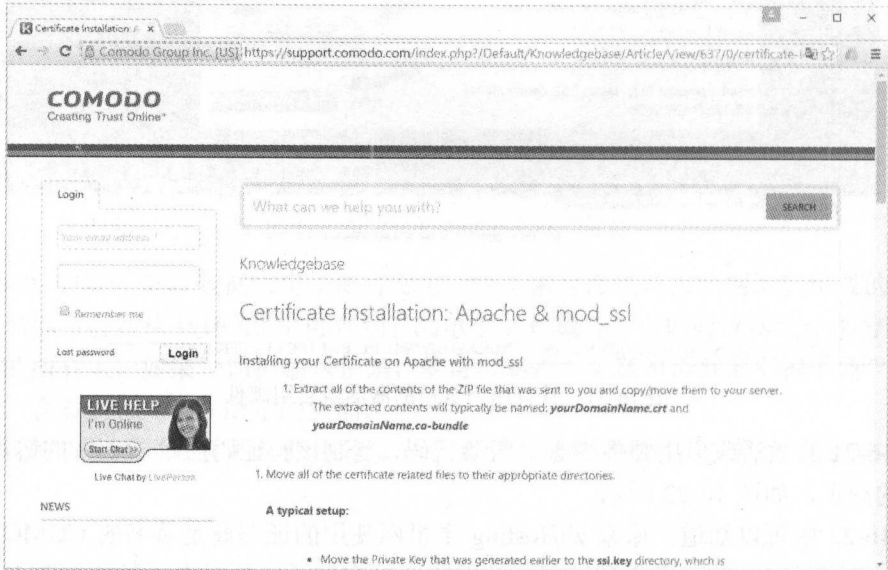 Certificate Installation: A
Comodo Group Inc. [US] https://support.comodo.com/index.php?/Default/Knowledgebase/Article/View/637/0/certificate-i
COMODO
Creating Trust Online®
Login
Your email address
Remember me
Lost password
Login
LIVE HELP
I'm Online
Start Chat >>
Live Chat by LivePerson
NEWS
What can we help you with?
SEARCH
Knowledgebase
Certificate Installation: Apache & mod_ssl
Installing your Certificate on Apache with mod_ssl
1. Extract all of the contents of the ZIP file that was sent to you and copy/move them to your server.
The extracted contents will typically be named: yourDomainName.crt and
yourDomainName.ca-bundle
1. Move all of the certificate related files to their appropriate directories.
A typical setup:
• Move the Private Key that was generated earlier to the ssl.key directory, which is